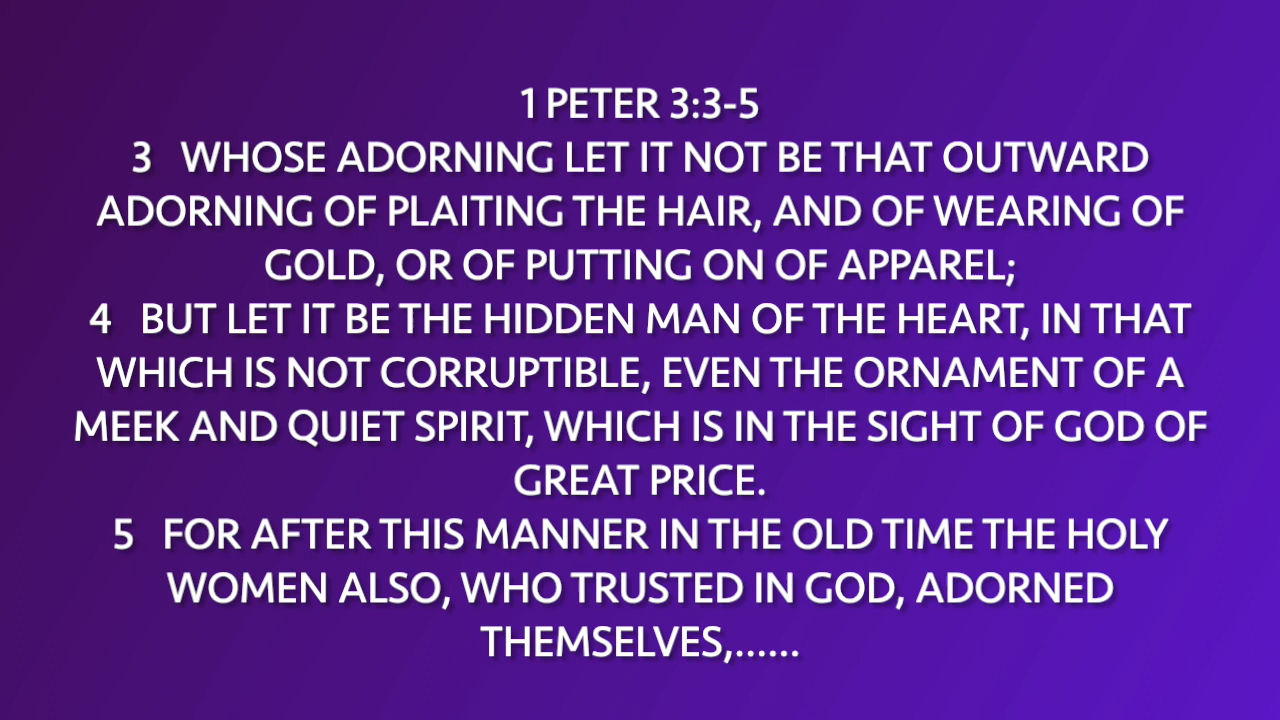 1 PETER 3:3-5
3 WHOSE ADORNING LET IT NOT BE THAT OUTWARD
ADORNING OF PLAITING THE HAIR, AND OF WEARING OF
GOLD, OR OF PUTTING ON OF APPAREL;
4 BUT LET IT BE THE HIDDEN MAN OF THE HEART, IN THAT
WHICH IS NOT CORRUPTIBLE, EVEN THE ORNAMENT OF A
MEEK AND QUIET SPIRIT, WHICH IS IN THE SIGHT OF GOD OF
GREAT PRICE.
5 FOR AFTER THIS MANNER IN THE OLD TIME THE HOLY
WOMEN ALSO, WHO TRUSTED IN GOD, ADORNED
THEMSELVES,......